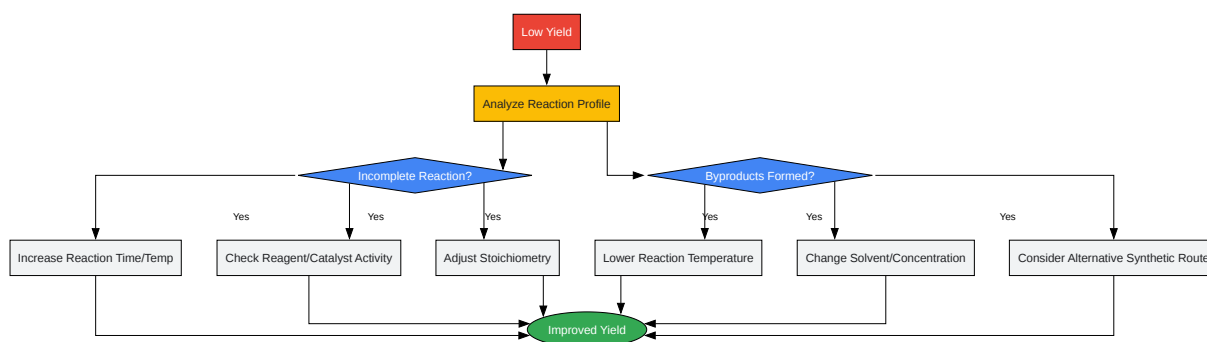 Low Yield
Analyze Reaction Profile
Incomplete Reaction?
Byproducts Formed?
Yes
Yes
Yes
Yes
Yes
Yes
Increase Reaction Time/Temp
Check Reagent/Catalyst Activity
Adjust Stoichiometry
Lower Reaction Temperature
Change Solvent/Concentration
Consider Alternative Synthetic Route
Improved Yield